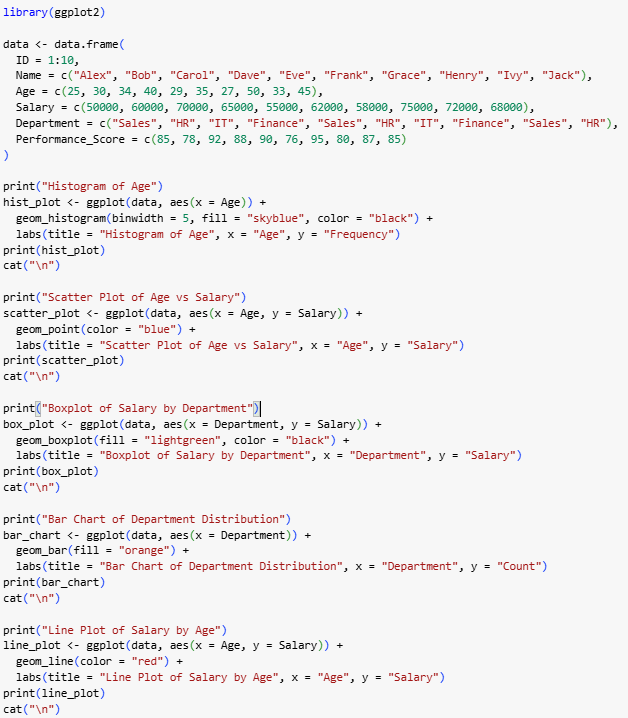 library(ggplot2)

data <- data.frame(
  ID = 1:10,
  Name = c("Alex", "Bob", "Carol", "Dave", "Eve", "Frank", "Grace", "Henry", "Ivy", "Jack"),
  Age = c(25, 30, 34, 40, 29, 35, 27, 50, 33, 45),
  Salary = c(50000, 60000, 70000, 65000, 55000, 62000, 58000, 75000, 72000, 68000),
  Department = c("Sales", "HR", "IT", "Finance", "Sales", "HR", "IT", "Finance", "Sales", "HR"),
  Performance_Score = c(85, 78, 92, 88, 90, 76, 95, 80, 87, 85)
)

print("Histogram of Age")
hist_plot <- ggplot(data, aes(x = Age)) +
  geom_histogram(binwidth = 5, fill = "skyblue", color = "black") +
  labs(title = "Histogram of Age", x = "Age", y = "Frequency")
print(hist_plot)
cat("\n")

print("Scatter Plot of Age vs Salary")
scatter_plot <- ggplot(data, aes(x = Age, y = Salary)) +
  geom_point(color = "blue") +
  labs(title = "Scatter Plot of Age vs Salary", x = "Age", y = "Salary")
print(scatter_plot)
cat("\n")

print("Boxplot of Salary by Department")
box_plot <- ggplot(data, aes(x = Department, y = Salary)) +
  geom_boxplot(fill = "lightgreen", color = "black") +
  labs(title = "Boxplot of Salary by Department", x = "Department", y = "Salary")
print(box_plot)
cat("\n")

print("Bar Chart of Department Distribution")
bar_chart <- ggplot(data, aes(x = Department)) +
  geom_bar(fill = "orange") +
  labs(title = "Bar Chart of Department Distribution", x = "Department", y = "Count")
print(bar_chart)
cat("\n")

print("Line Plot of Salary by Age")
line_plot <- ggplot(data, aes(x = Age, y = Salary)) +
  geom_line(color = "red") +
  labs(title = "Line Plot of Salary by Age", x = "Age", y = "Salary")
print(line_plot)
cat("\n")